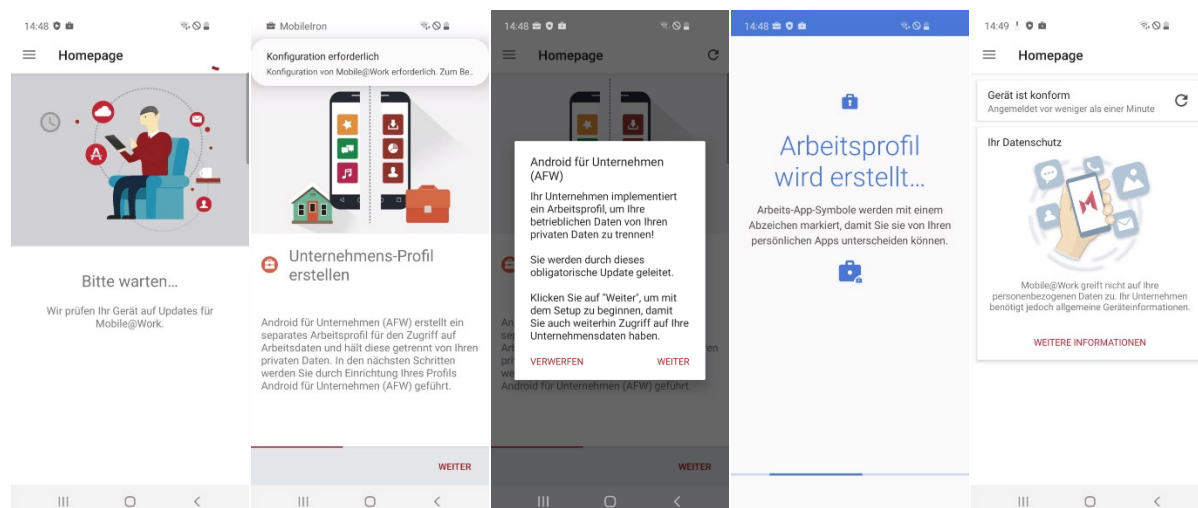 14:48
Homepage
Bitte warten...
Wir prüfen Ihr Gerät auf Updates für
Mobile@Work.
MobileIron
Konfiguration erforderlich
Konfiguration von Mobile@Work erforderlich. Zum Be..
Unternehmens-Profil
erstellen
Android für Unternehmen (AFW) erstellt ein
separates Arbeitsprofil für den Zugriff auf
Arbeitsdaten und hält diese getrennt von Ihren
privaten Daten. In den nächsten Schritten
werden Sie durch Einrichtung Ihres Profils
Android für Unternehmen (AFW) geführt.
WEITER
14:48
Homepage
Android für Unternehmen
(AFW)
Ihr Unternehmen implementiert
ein Arbeitsprofil, um Ihre
betrieblichen Daten von Ihren
privaten Daten zu trennen!
Sie werden durch dieses
obligatorische Update geleitet.
Klicken Sie auf "Weiter", um mit
dem Setup zu beginnen, damit
Sie auch weiterhin Zugriff auf Ihre
Unternehmensdaten haben.
VERWERFEN WEITER
Android für Unternehmen (AFW) geführt.
WEITER
14:48
Arbeitsprofil
wird erstellt...
Arbeits-App-Symbole werden mit einem
Abzeichen markiert, damit Sie sie von Ihren
persönlichen Apps unterscheiden können.
14:49
Homepage
Gerät ist konform
Angemeldet vor weniger als einer Minute
Ihr Datenschutz
Mobile@Work greift nicht auf Ihre
personenbezogenen Daten zu. Ihr Unternehmen
benötigt jedoch allgemeine Geräteinformationen.
WEITERE INFORMATIONEN